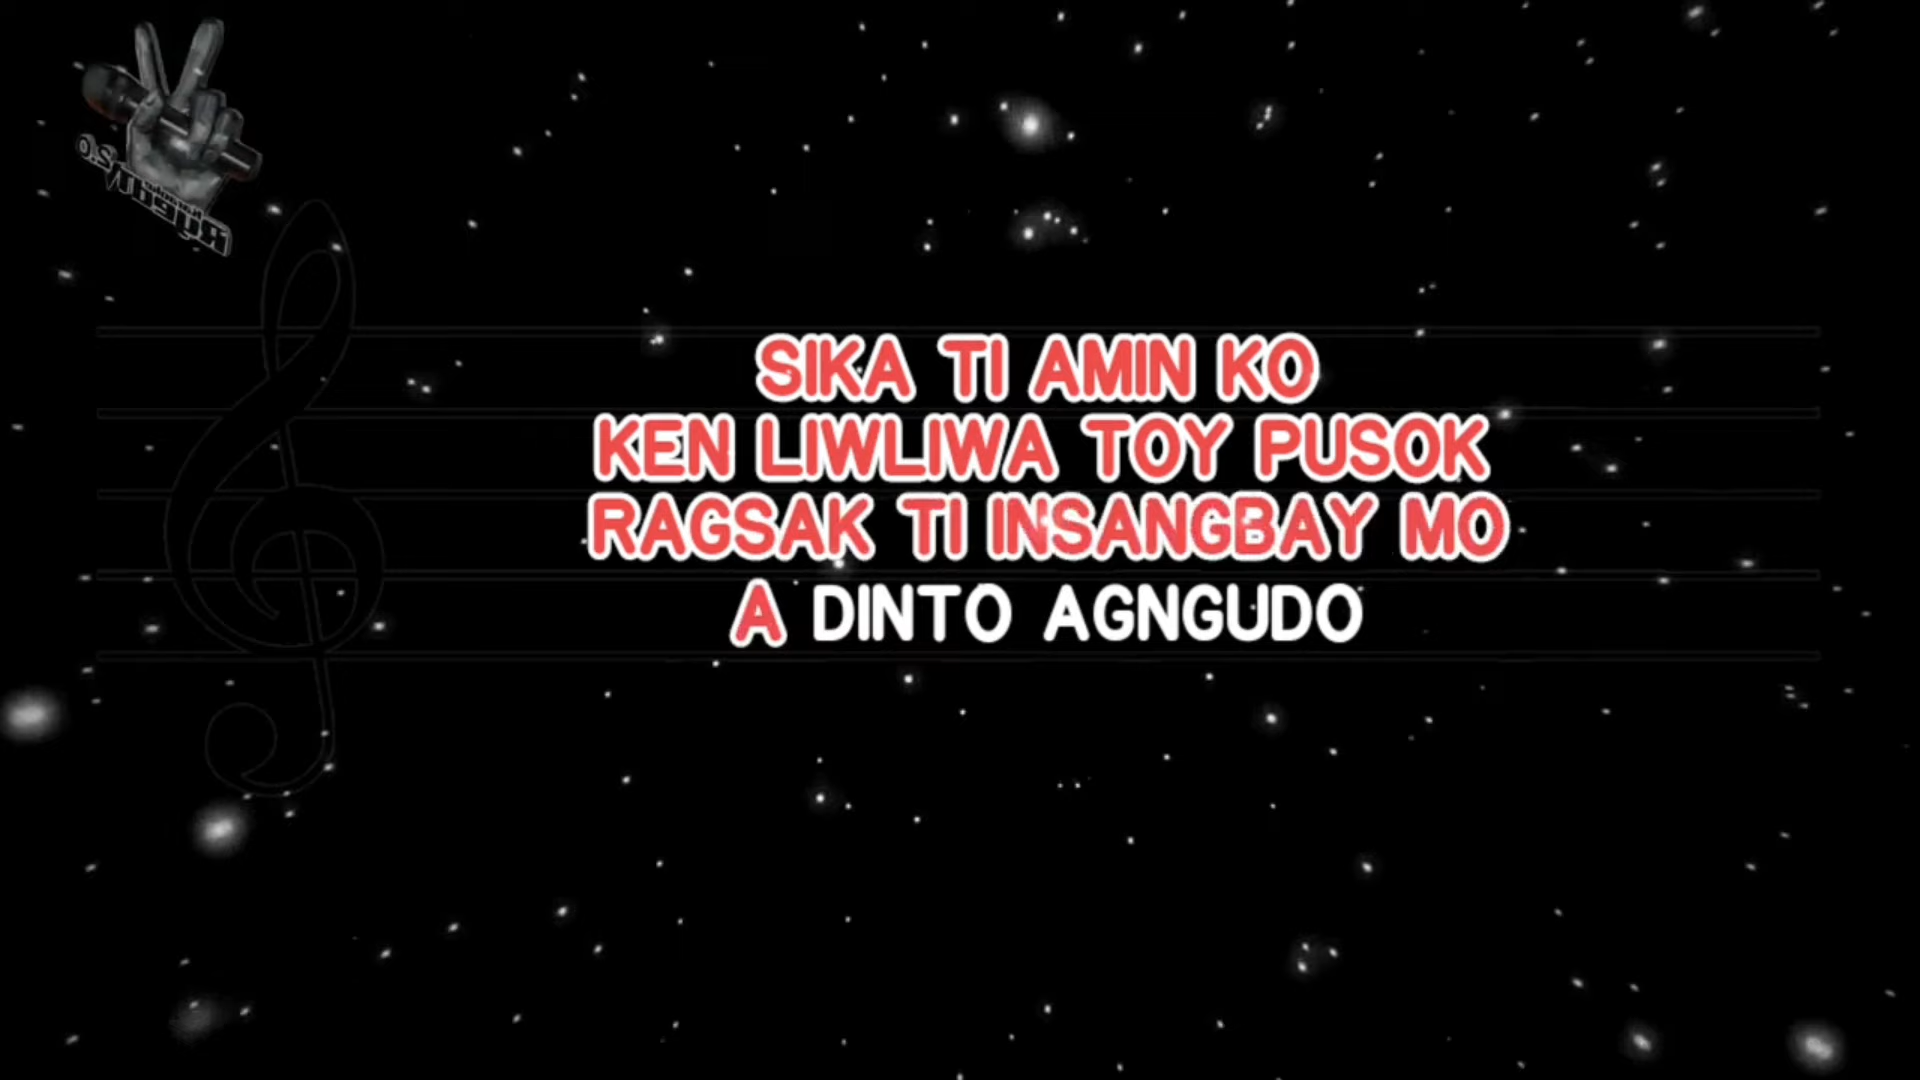 O.S
SIKA TI AMIN KO
KEN LIWLIWA TOY PUSOK
RAGSAK TI INSANGBAY MO
A DINTO AGNGUDO